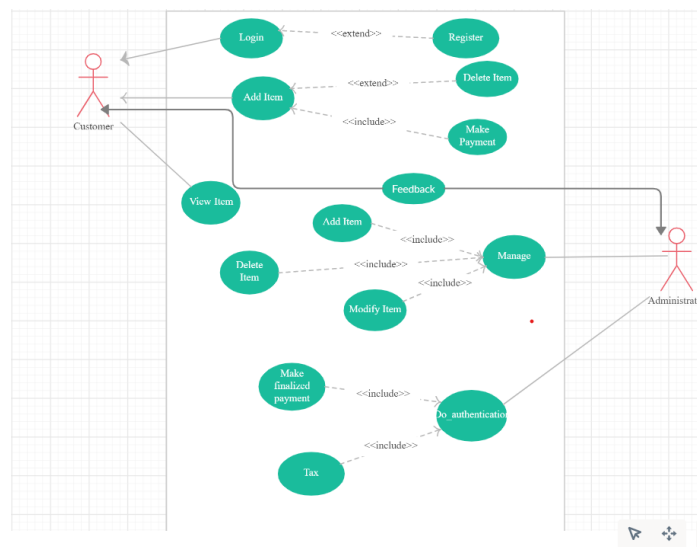 Login
<<extend>>
Register
Delete Item
<<extend>>
Add Item
<<include>>
Make
Payment
Customer
Feedback
View Item
Add Item
<<include>>
Manage
Delete
Item
<<include>>
<<include>>
Modify Item
Administrat
Make
finalized
payment
<<include>>
Do_authentication
<<include>>
Tax